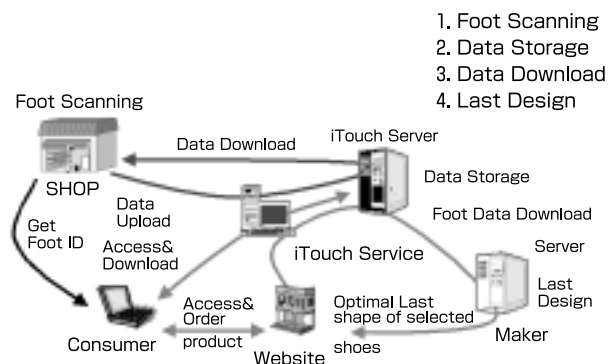 1. Foot Scanning
2. Data Storage
3. Data Download
4. Last Design
Foot Scanning
Data Download
iTouch Server
SHOP
Data Storage
Data
Upload
Foot Data Download
Get
Foot ID
Access&
Download
iTouch Service
Server
Last
Design
Access&
Order
product
Optimal Last
shape of selected
shoes
Maker
Consumer
Website